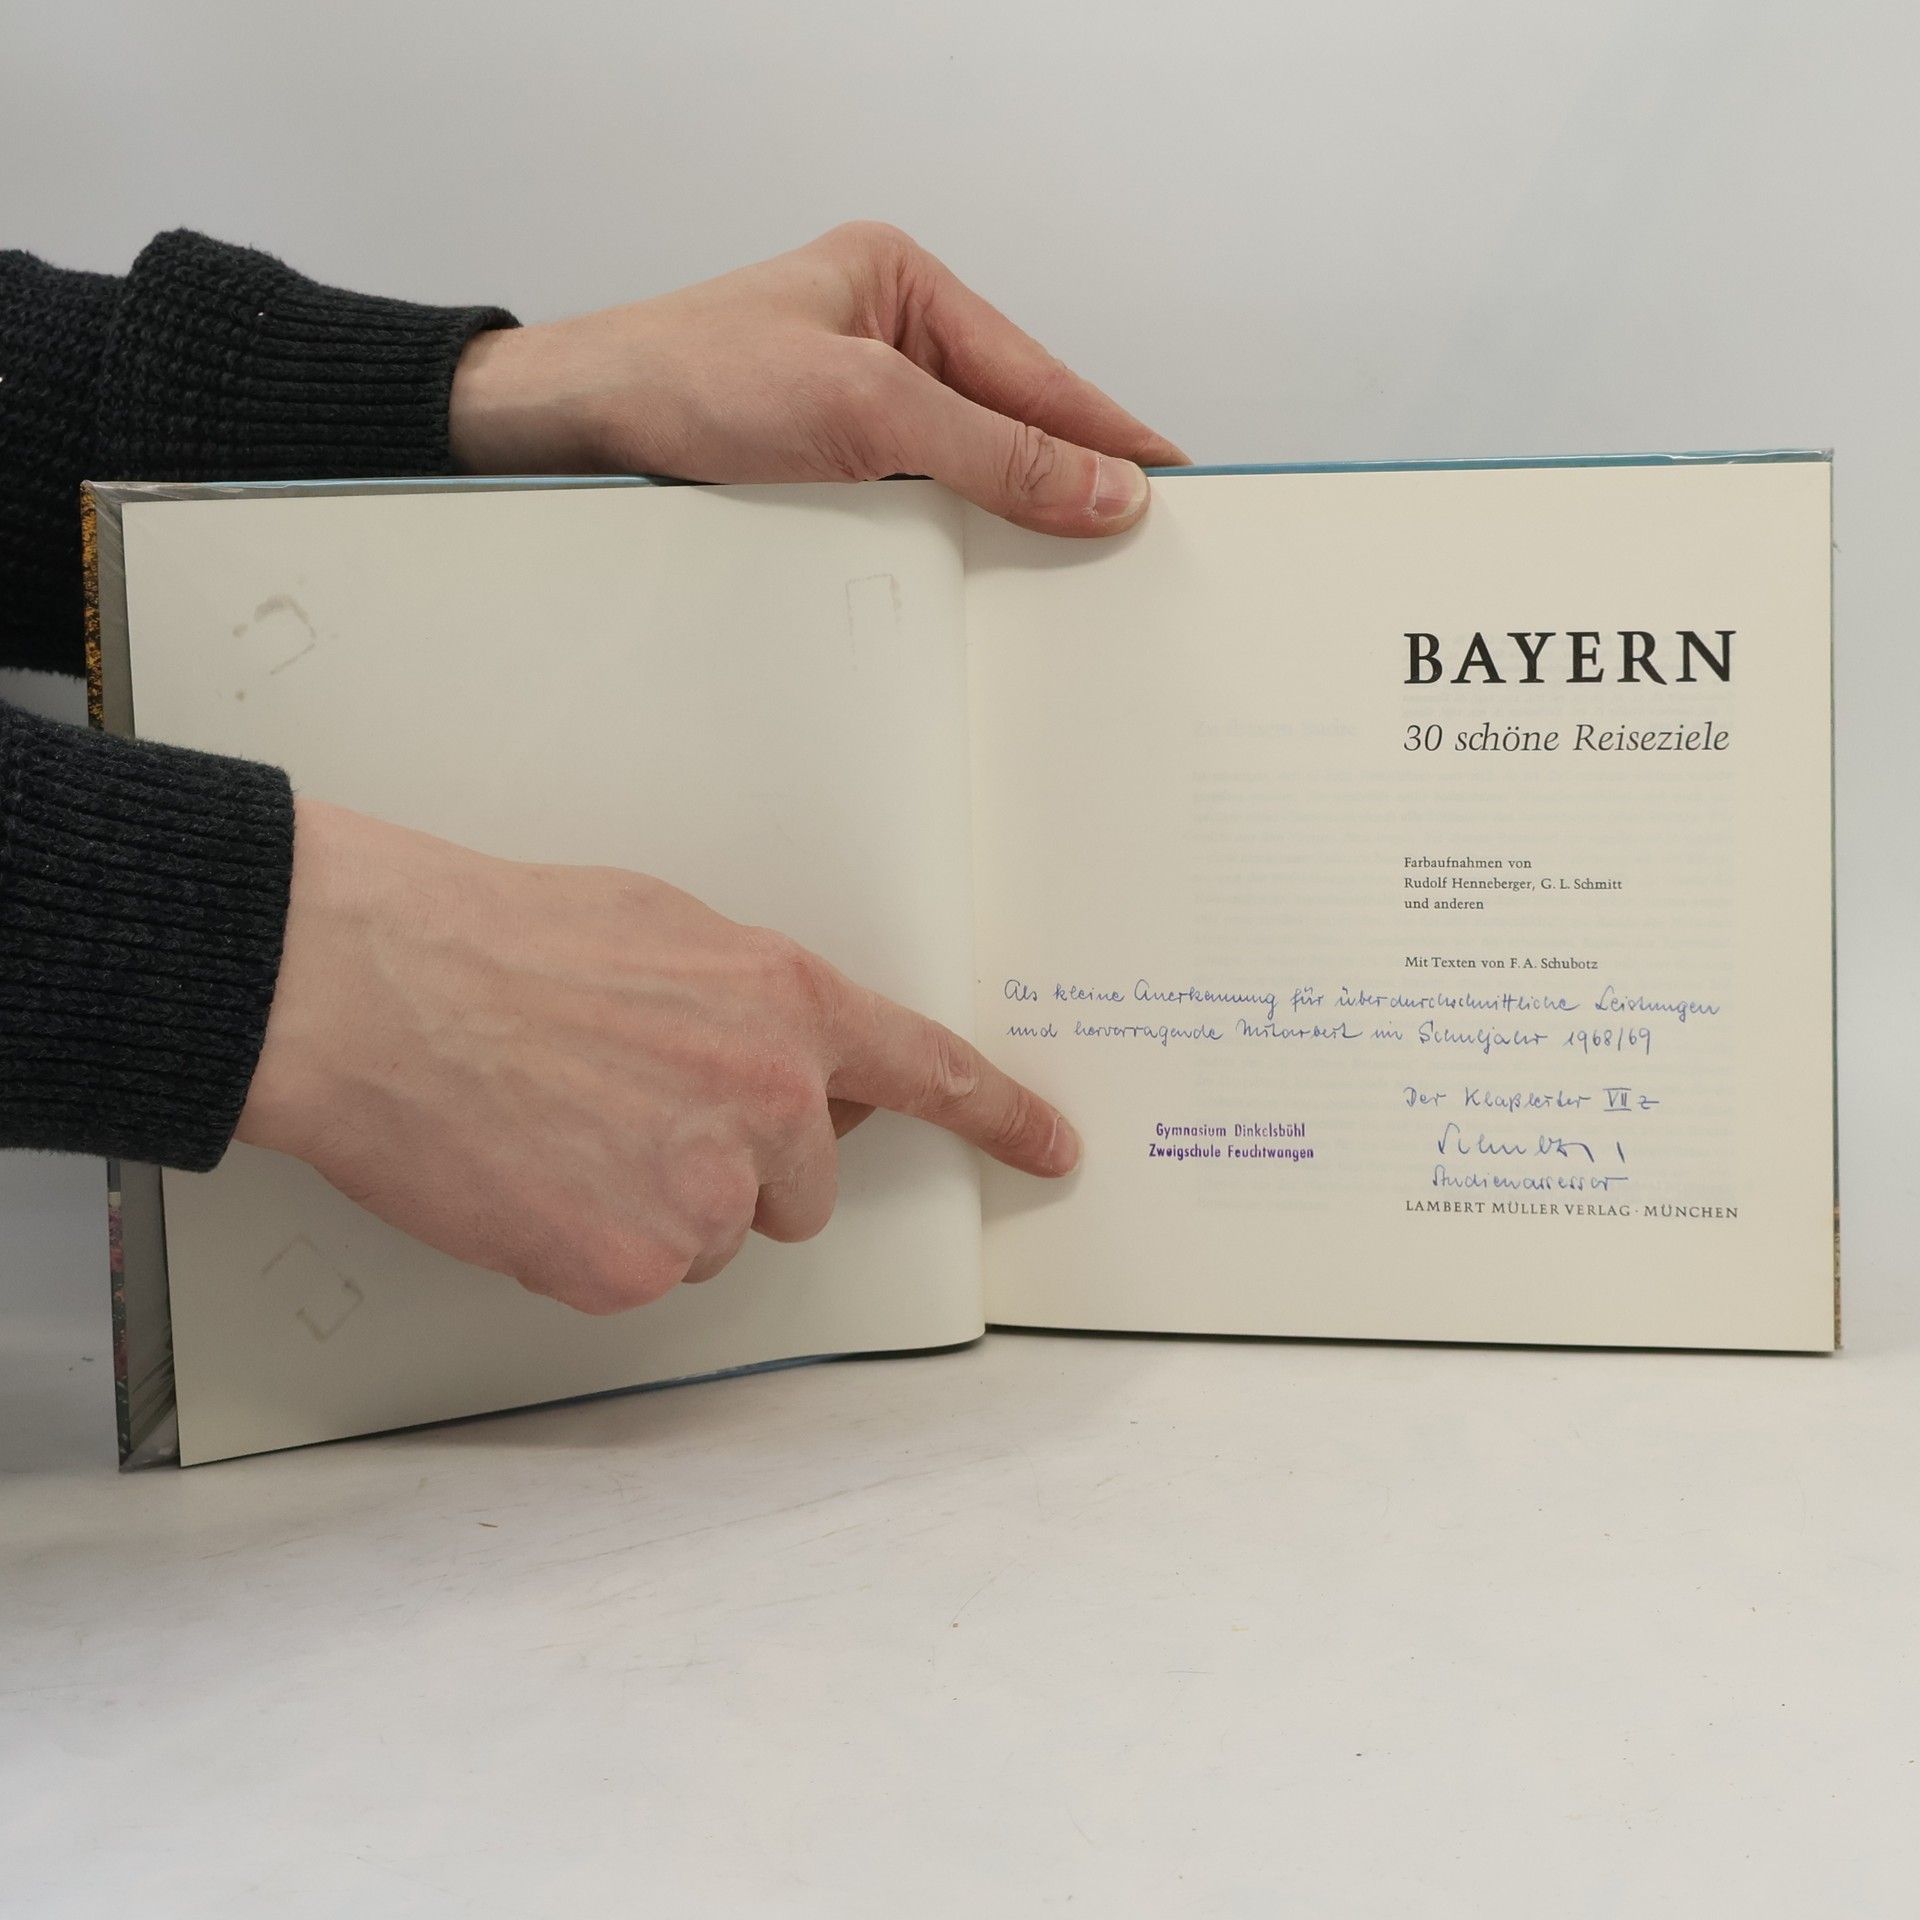 BAYERN
30 schöne Reiseziele
Farbaufnahmen von
Rudolf Henneberger, G. L. Schmitt
und anderen
Mit Texten von F. A. Schubotz
Als kleine Anerkennung für überdurchschnittliche Leistungen
und hervorragende Mitarbeit im Schuljahr 1968/69
Der Klaßleiter VII z
Gymnasium Dinkelsbühl
Zweigschule Feuchtwangen
Studienassessor
LAMBERT MÜLLER VERLAG · MÜNCHEN